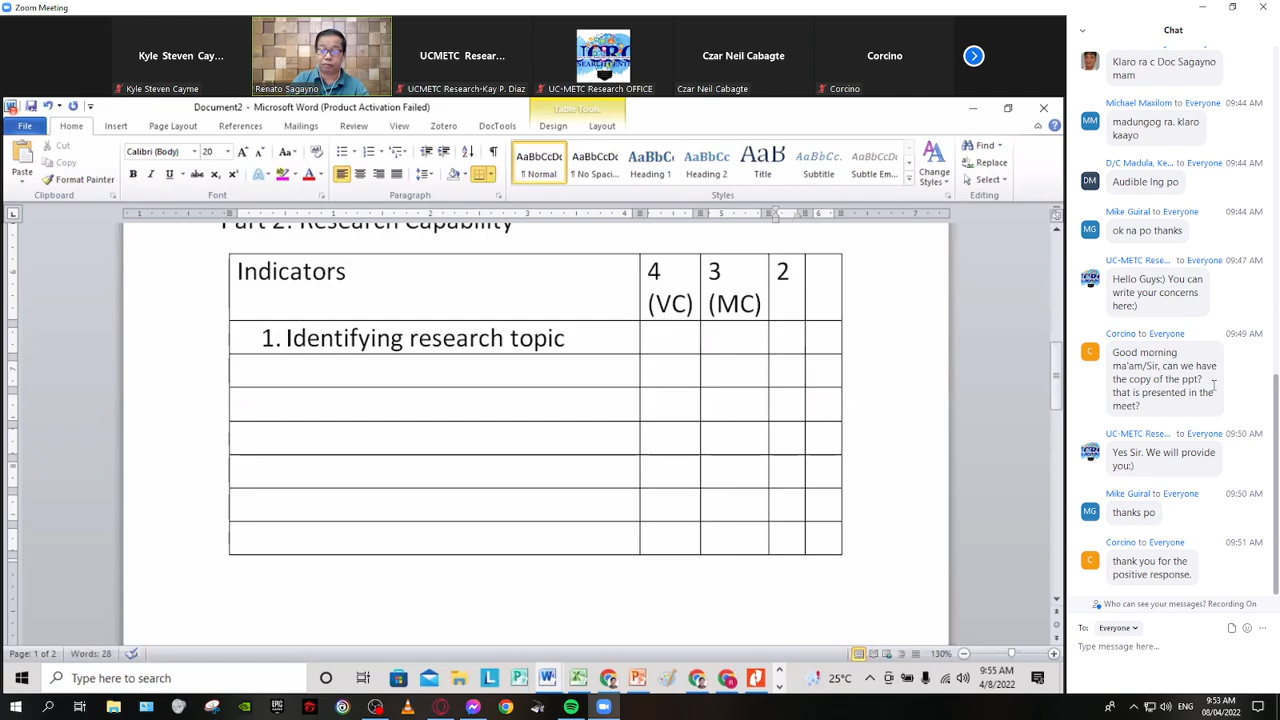 Zoom Meeting
Kyle Steven Cay...
UCMETC Resear...
Czar Neil Cabagte
Corcino
Kyle Steven Cayme
Renato Sagayno
UCMETC Research-Kay P. Diaz
UC-METC Research OFFICE
Czar Neil Cabagte
Corcino
Document2 - Microsoft Word (Product Activation Failed)
Table Tools
File
Home
Insert
Page Layout
References
Mailings
Review
View
Zotero
DocTools
Design
Layout
Paste
Cut
Copy
Format Painter
Clipboard
Calibri (Body)
20
Font
Paragraph
AaBbCcDc
¶ Normal
AaBbCcDc
¶ No Spaci...
AaBbC
Heading 1
AaBbCc
Heading 2
AaB
Title
AaBbCc.
Subtitle
AaBbCcDc
Subtle Em...
Change Styles
Styles
Find
Replace
Select
Editing
Part 2. Research Capability
Indicators
4 (VC)
3 (MC)
2
1. Identifying research topic
Page: 1 of 2
Words: 28
130%
Type here to search
25°C
9:55 AM
4/8/2022
Chat
Klaro ra c Doc Sagayno mam
Michael Maxilom to Everyone 09:44 AM
MM
madungog ra. klaro kaayo
D/C Madula, Ke... to Everyone 09:44 AM
DM
Audible lng po
Mike Guiral to Everyone 09:44 AM
MG
ok na po thanks
UC-METC Rese... to Everyone 09:47 AM
Hello Guys:) You can write your concerns here:)
Corcino to Everyone 09:49 AM
C
Good morning ma'am/Sir, can we have the copy of the ppt? that is presented in the meet?
UC-METC Rese... to Everyone 09:50 AM
Yes Sir. We will provide you:)
Mike Guiral to Everyone 09:50 AM
MG
thanks po
Corcino to Everyone 09:51 AM
C
thank you for the positive response.
Who can see your messages? Recording On
To: Everyone
Type message here...
9:53 AM
08/04/2022